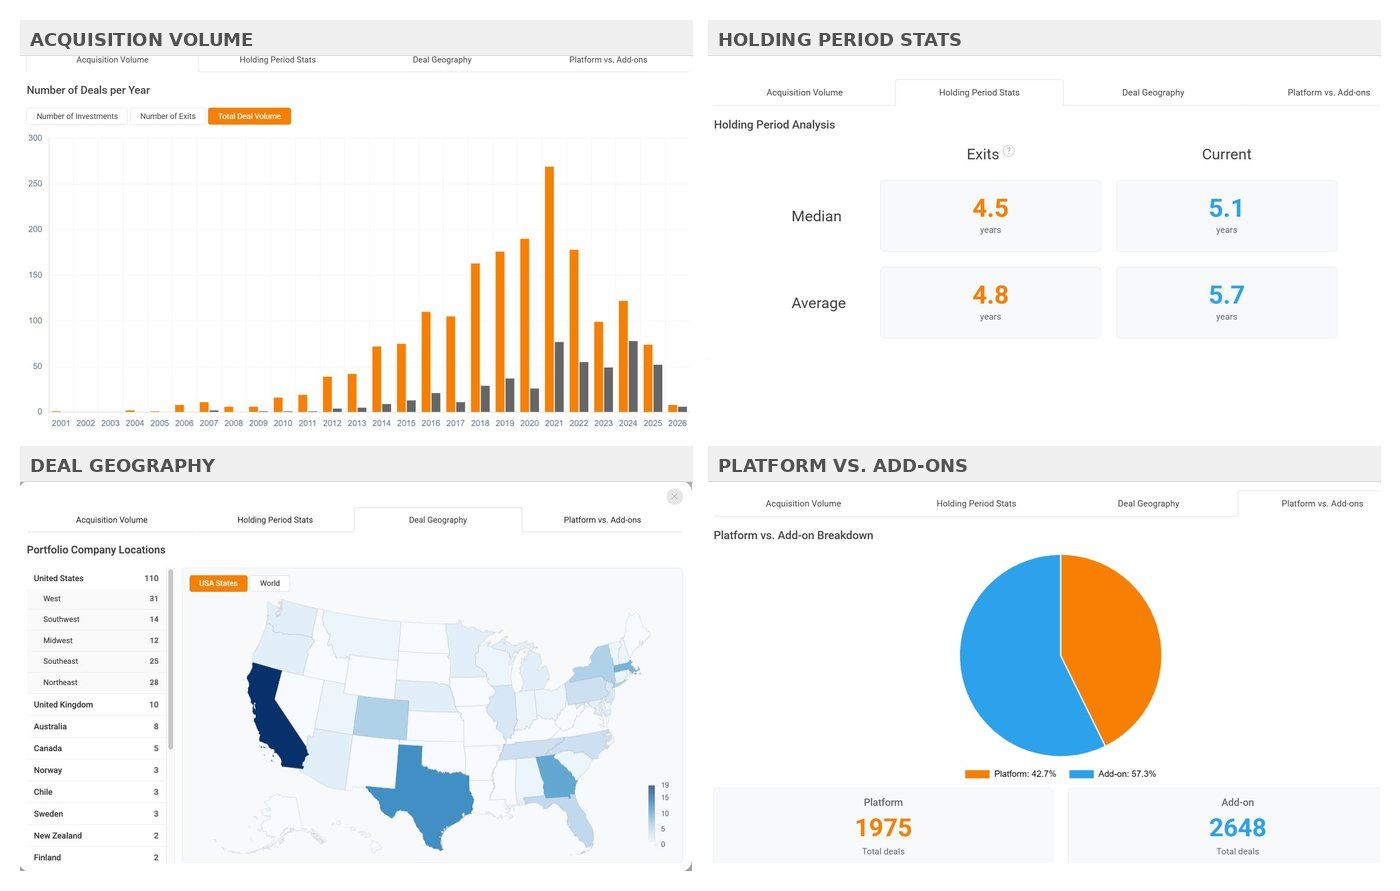 ACQUISITION VOLUME
Acquisition Volume Holding Period Stats Deal Geography Platform vs. Add-ons
Number of Deals per Year
Number of Investments Number of Exits Total Deal Volume
300
250
200
150
100
50
0
2001 2002 2003 2004 2005 2006 2007 2008 2009 2010 2011 2012 2013 2014 2015 2016 2017 2018 2019 2020 2021 2022 2023 2024 2025 2026
HOLDING PERIOD STATS
Acquisition Volume Holding Period Stats Deal Geography Platform vs. Add-ons
Holding Period Analysis
Exits ? Current
Median 4.5 years 5.1 years
Average 4.8 years 5.7 years
DEAL GEOGRAPHY
Acquisition Volume Holding Period Stats Deal Geography Platform vs. Add-ons
Portfolio Company Locations
United States 110
West 31
Southwest 14
Midwest 12
Southeast 25
Northeast 28
United Kingdom 10
Australia 8
Canada 5
Norway 3
Chile 3
Sweden 3
New Zealand 2
Finland 2
USA States World
19
15
10
5
0
PLATFORM VS. ADD-ONS
Acquisition Volume Holding Period Stats Deal Geography Platform vs. Add-ons
Platform vs. Add-on Breakdown
Platform: 42.7% Add-on: 57.3%
Platform
1975
Total deals
Add-on
2648
Total deals